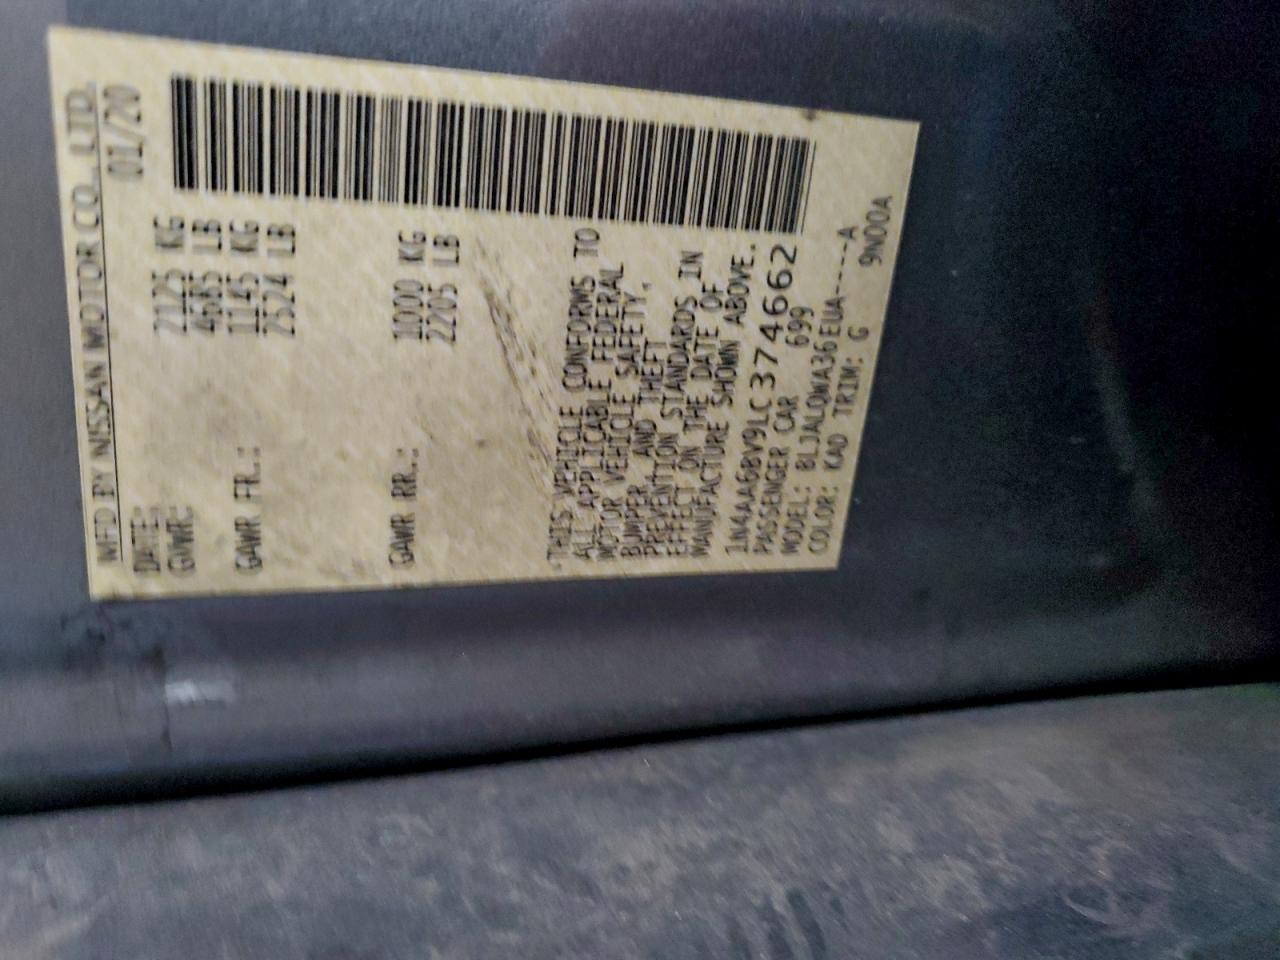 MFD BY NISSAN MOTOR CO., LTD.
DATE: 01/20
GVWR: 2125 KG
4685 LB
GAWR FR.: 1145 KG
2524 LB
GAWR RR.: 1000 KG
2205 LB
THIS VEHICLE CONFORMS TO
ALL APPLICABLE FEDERAL
MOTOR VEHICLE SAFETY,
BUMPER AND THEFT
PREVENTION STANDARDS IN
EFFECT ON THE DATE OF
MANUFACTURE SHOWN ABOVE.
1N4AA6BV9LC374662
PASSENGER CAR 699
MODEL: BLJALQWA36EUA----A
COLOR: KAD TRIM: G 9N00A